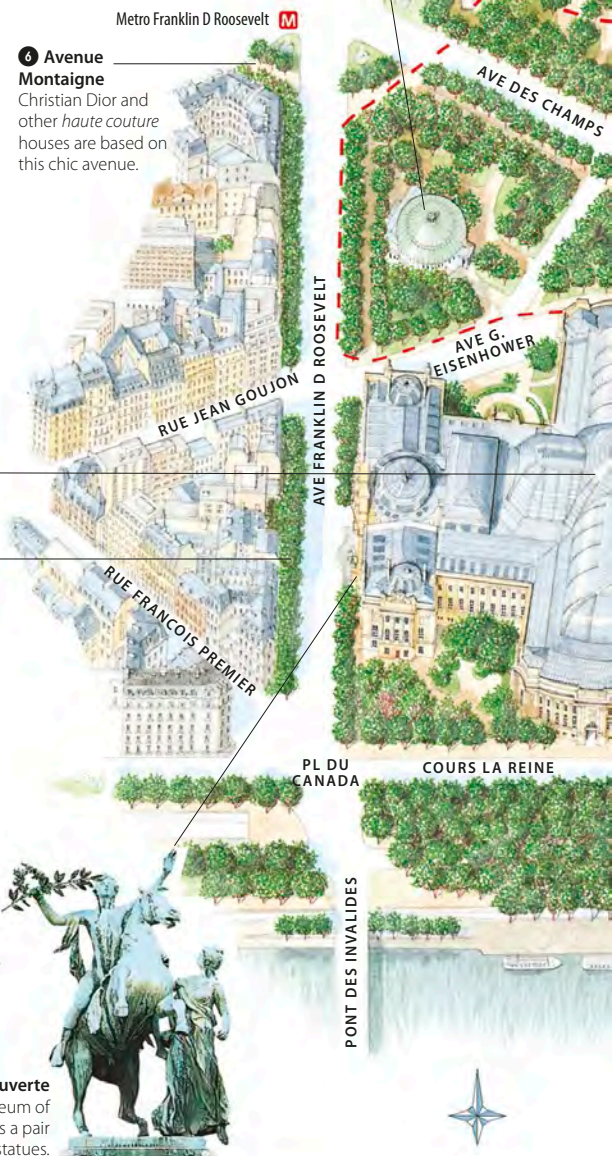 Metro Franklin D Roosevelt M
6 Avenue
Montaigne
Christian Dior and
other haute couture
houses are based on
this chic avenue.
AVE DES CHAMPS
AVE FRANKLIN D ROOSEVELT
AVE G.
EISENHOWER
RUE JEAN GOUJON
RUE FRANCOIS PREMIER
PL DU
CANADA
COURS LA REINE
PONT DES INVALIDES
uverte
eum of
s a pair
statues.